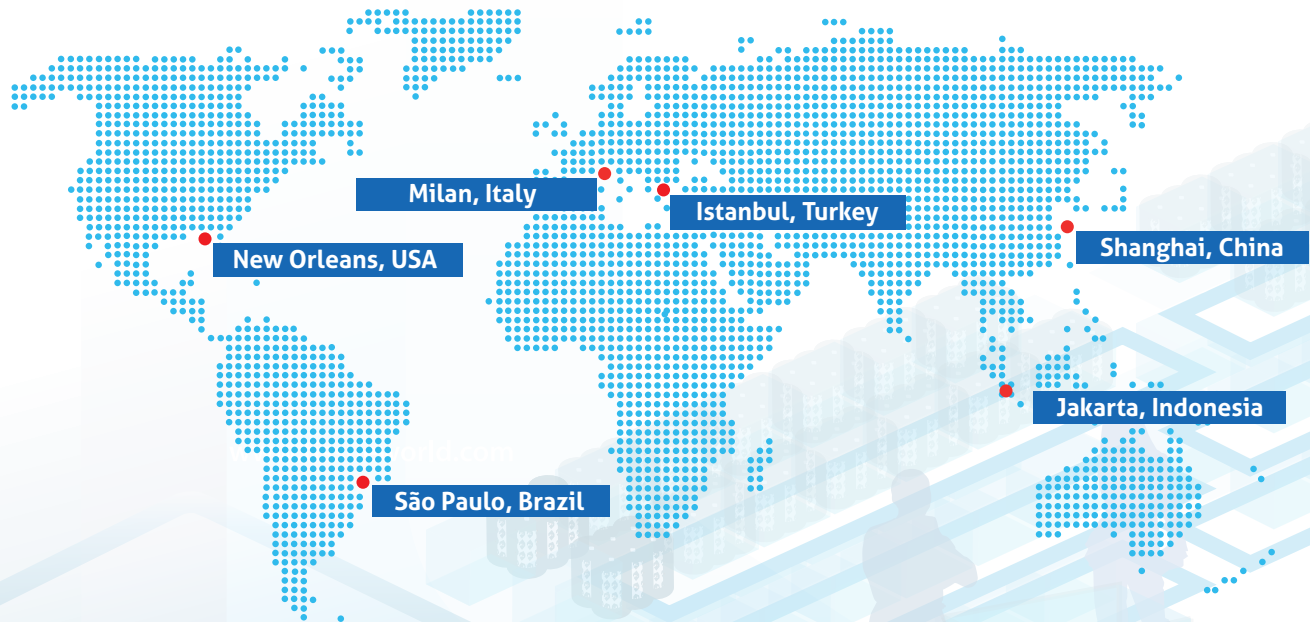 Milan, Italy
Istanbul, Turkey
New Orleans, USA
Shanghai, China
Jakarta, Indonesia
São Paulo, Brazil